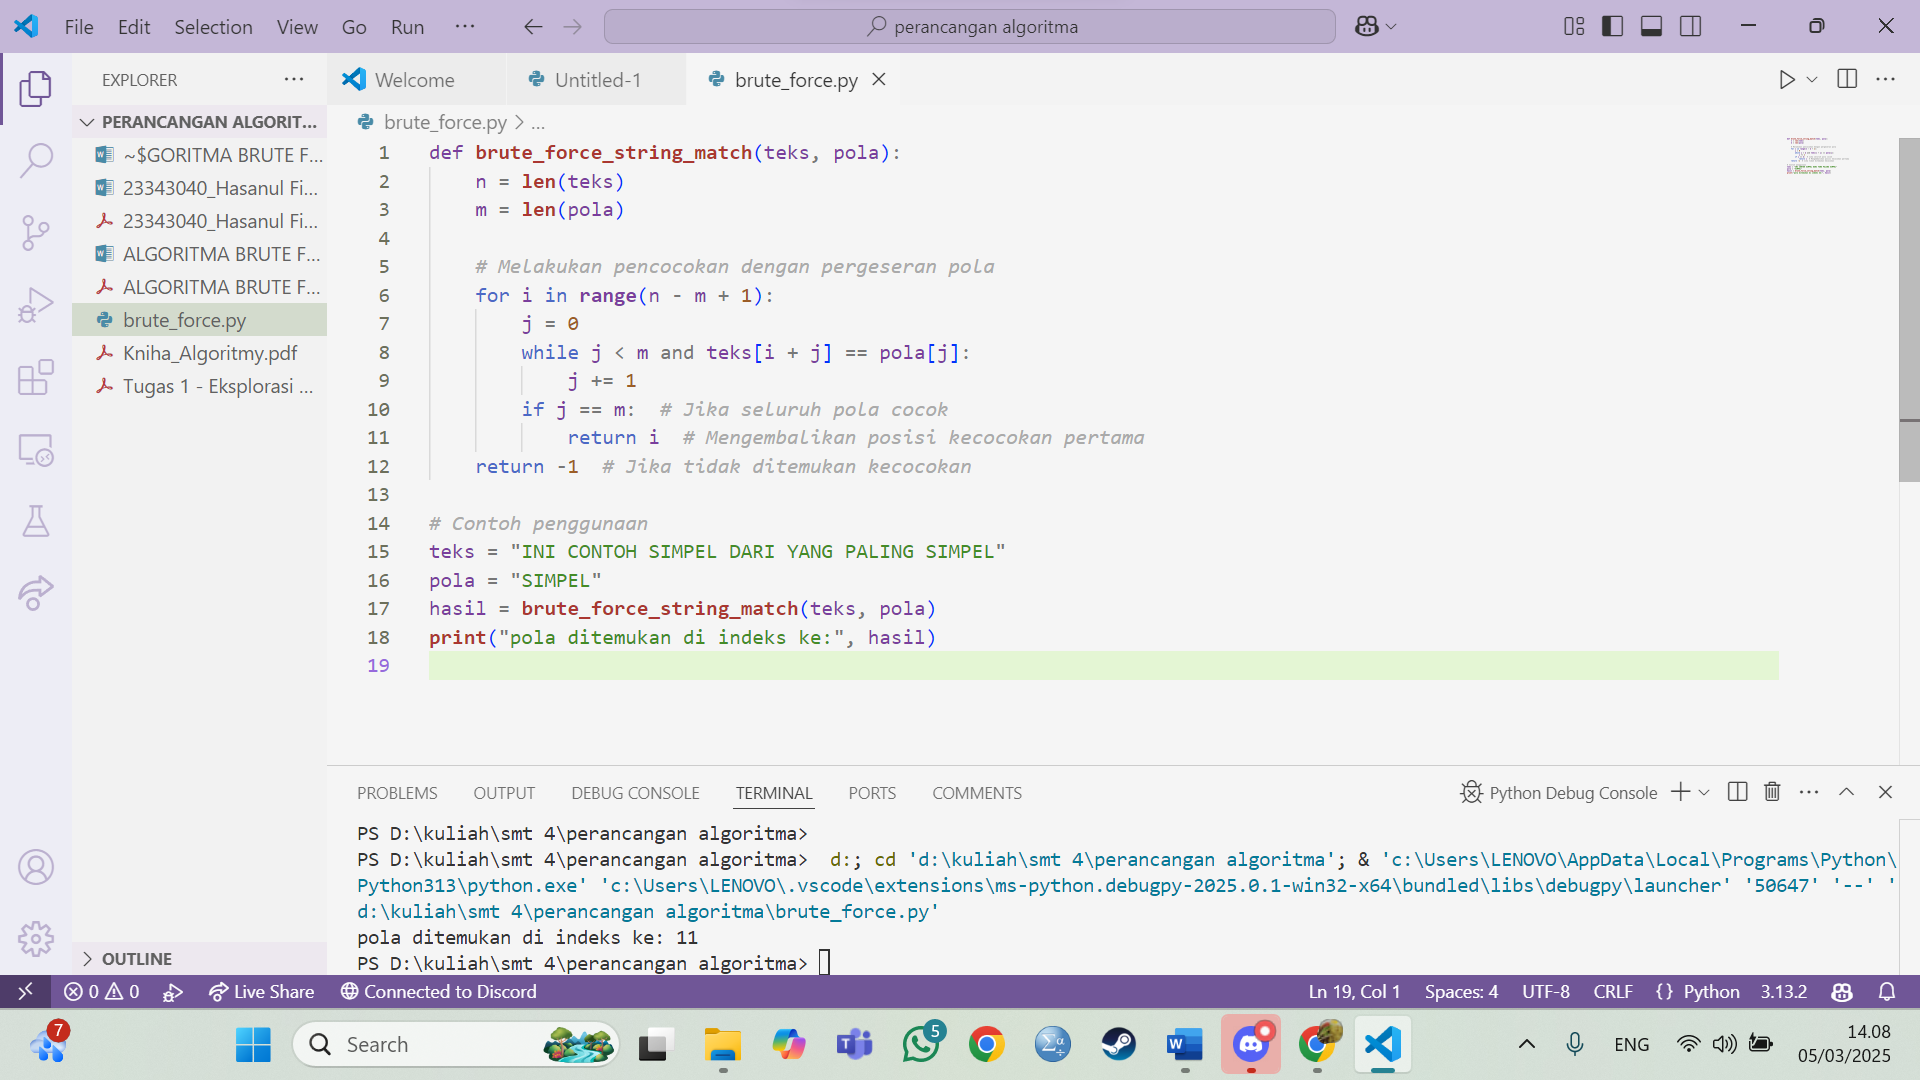 File Edit Selection View Go Run ···
perancangan algoritma
EXPLORER ···
Welcome
Untitled-1
brute_force.py
PERANCANGAN ALGORIT...
~$GORITMA BRUTE F...
23343040_Hasanul Fi...
23343040_Hasanul Fi...
ALGORITMA BRUTE F...
ALGORITMA BRUTE F...
brute_force.py
Kniha_Algoritmy.pdf
Tugas 1 - Eksplorasi ...
OUTLINE
brute_force.py > ...
1 def brute_force_string_match(teks, pola):
2     n = len(teks)
3     m = len(pola)
4
5     # Melakukan pencocokan dengan pergeseran pola
6     for i in range(n - m + 1):
7         j = 0
8         while j < m and teks[i + j] == pola[j]:
9             j += 1
10         if j == m:  # Jika seluruh pola cocok
11             return i  # Mengembalikan posisi kecocokan pertama
12     return -1  # Jika tidak ditemukan kecocokan
13
14 # Contoh penggunaan
15 teks = "INI CONTOH SIMPEL DARI YANG PALING SIMPEL"
16 pola = "SIMPEL"
17 hasil = brute_force_string_match(teks, pola)
18 print("pola ditemukan di indeks ke:", hasil)
19
PROBLEMS OUTPUT DEBUG CONSOLE TERMINAL PORTS COMMENTS
Python Debug Console
PS D:\kuliah\smt 4\perancangan algoritma>
PS D:\kuliah\smt 4\perancangan algoritma>  d:; cd 'd:\kuliah\smt 4\perancangan algoritma'; & 'c:\Users\LENOVO\AppData\Local\Programs\Python\
Python313\python.exe' 'c:\Users\LENOVO\.vscode\extensions\ms-python.debugpy-2025.0.1-win32-x64\bundled\libs\debugpy\launcher' '50647' '--' '
d:\kuliah\smt 4\perancangan algoritma\brute_force.py'
pola ditemukan di indeks ke: 11
PS D:\kuliah\smt 4\perancangan algoritma>
0 0 Live Share Connected to Discord
Ln 19, Col 1 Spaces: 4 UTF-8 CRLF {} Python 3.13.2
7
Search
5
ENG
14.08
05/03/2025